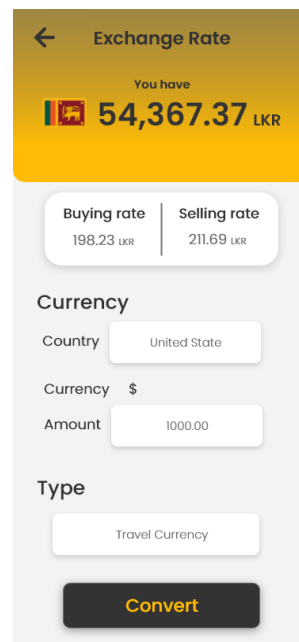 Exchange Rate
You have
54,367.37 LKR
Buying rate Selling rate
198.23 LKR 211.69 LKR
Currency
Country United State
Currency $
Amount 1000.00
Type
Travel Currency
Convert